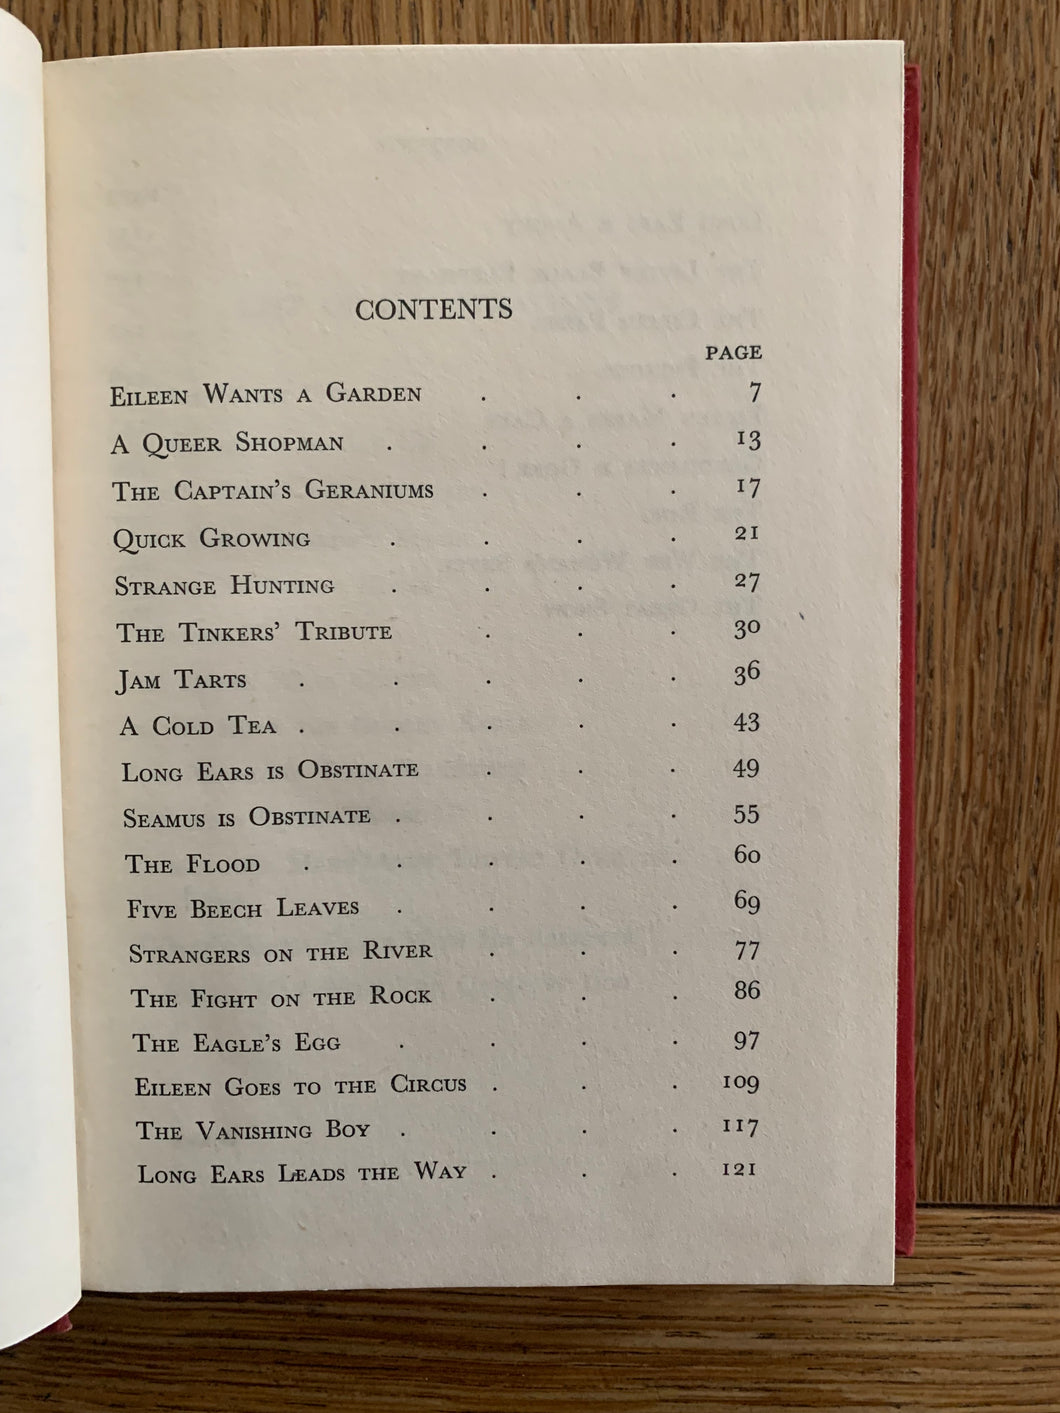 CONTENTS
PAGE
EILEEN WANTS A GARDEN . . . 7
A QUEER SHOPMAN . . . . 13
THE CAPTAIN'S GERANIUMS . . . 17
QUICK GROWING . . . . 21
STRANGE HUNTING . . . . 27
THE TINKERS' TRIBUTE . . . 30
JAM TARTS . . . . . 36
A COLD TEA . . . . . 43
LONG EARS IS OBSTINATE . . . 49
SEAMUS IS OBSTINATE . . . . 55
THE FLOOD . . . . . 60
FIVE BEECH LEAVES . . . . 69
STRANGERS ON THE RIVER . . . 77
THE FIGHT ON THE ROCK . . . 86
THE EAGLE'S EGG . . . . 97
EILEEN GOES TO THE CIRCUS . . . 109
THE VANISHING BOY . . . . 117
LONG EARS LEADS THE WAY . . . 121